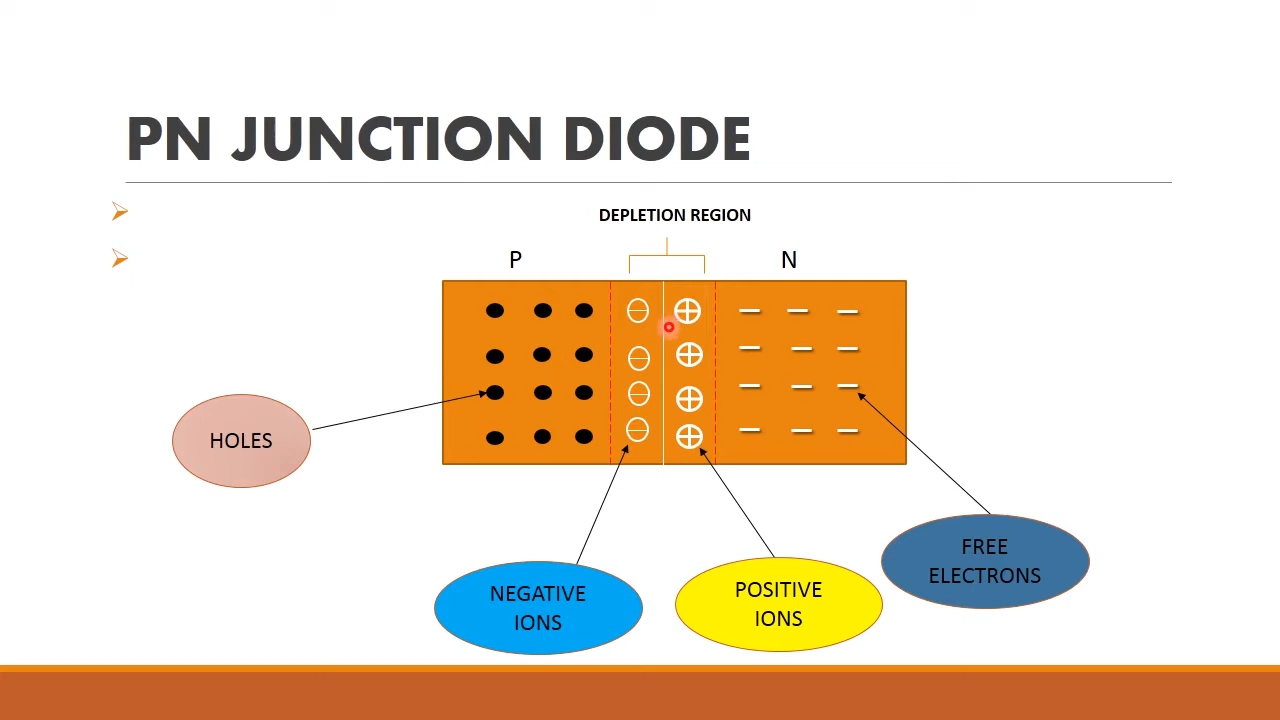 PN JUNCTION DIODE
DEPLETION REGION
P
N
HOLES
NEGATIVE
IONS
POSITIVE
IONS
FREE
ELECTRONS